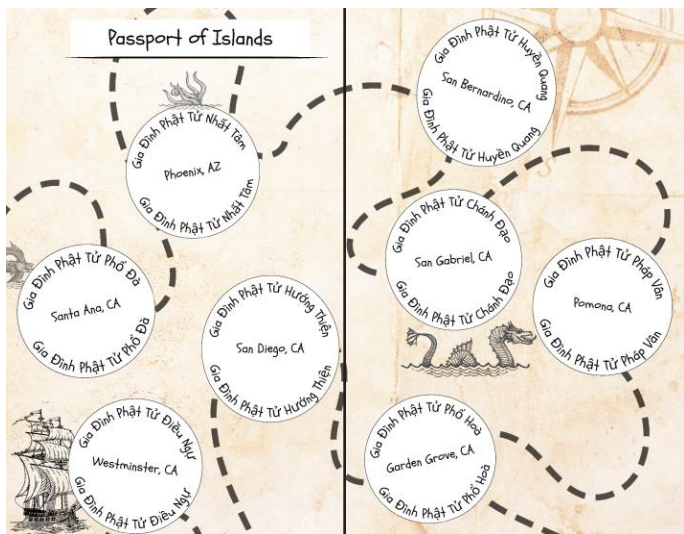 Passport of Islands
Gia Đình Phật Tử Nhất Tâm
Phoenix, AZ
Gia Đình Phật Tử Nhất Tâm
Gia Đình Phật Tử Phổ Đà
Santa Ana, CA
Gia Đình Phật Tử Phổ Đà
Gia Đình Phật Tử Hướng Thiện
San Diego, CA
Gia Đình Phật Tử Hướng Thiện
Gia Đình Phật Tử Điều Ngự
Westminster, CA
Gia Đình Phật Tử Điều Ngự
Gia Đình Phật Tử Huyền Quang
San Bernardino, CA
Gia Đình Phật Tử Huyền Quang
Gia Đình Phật Tử Chánh Đạo
San Gabriel, CA
Gia Đình Phật Tử Chánh Đạo
Gia Đình Phật Tử Pháp Vân
Pomona, CA
Gia Đình Phật Tử Pháp Vân
Gia Đình Phật Tử Phổ Hoà
Garden Grove, CA
Gia Đình Phật Tử Phổ Hoà